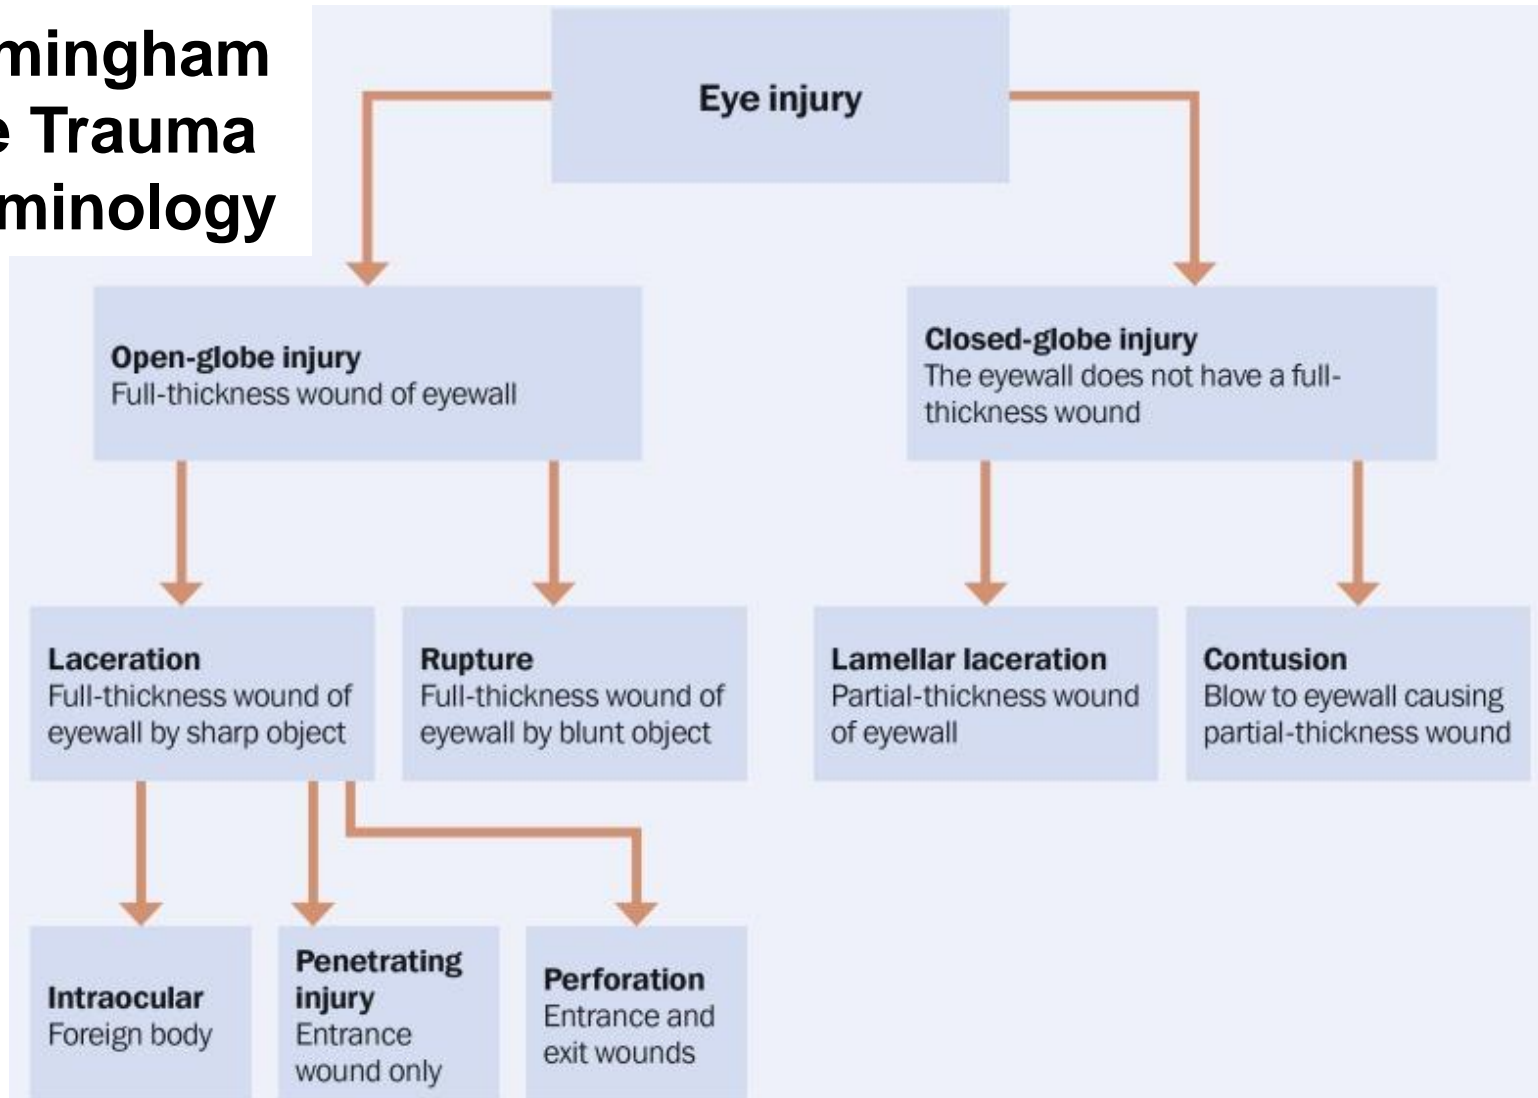 mingham
e Trauma
minology
Eye injury
Open-globe injury
Full-thickness wound of eyewall
Closed-globe injury
The eyewall does not have a full-
thickness wound
Laceration
Full-thickness wound of
eyewall by sharp object
Rupture
Full-thickness wound of
eyewall by blunt object
Lamellar laceration
Partial-thickness wound
of eyewall
Contusion
Blow to eyewall causing
partial-thickness wound
Intraocular
Foreign body
Penetrating
injury
Entrance
wound only
Perforation
Entrance and
exit wounds